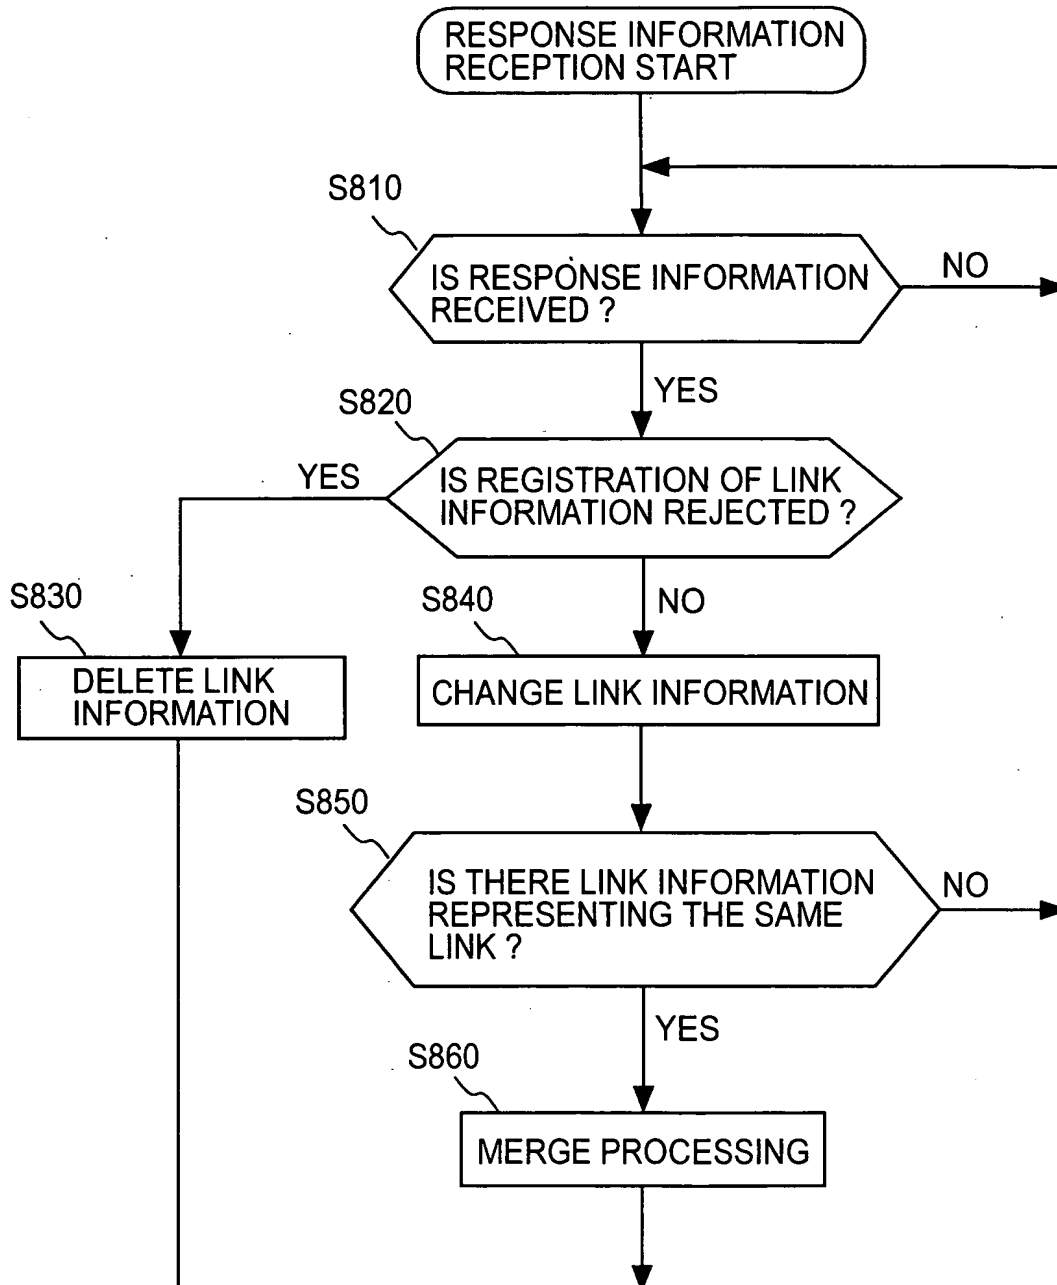 RESPONSE INFORMATION
RECEPTION START
S810
IS RESPONSE INFORMATION
RECEIVED ?
NO
YES
S820
YES
IS REGISTRATION OF LINK
INFORMATION REJECTED ?
NO
S830
DELETE LINK
INFORMATION
S840
CHANGE LINK INFORMATION
S850
IS THERE LINK INFORMATION
REPRESENTING THE SAME
LINK ?
NO
YES
S860
MERGE PROCESSING